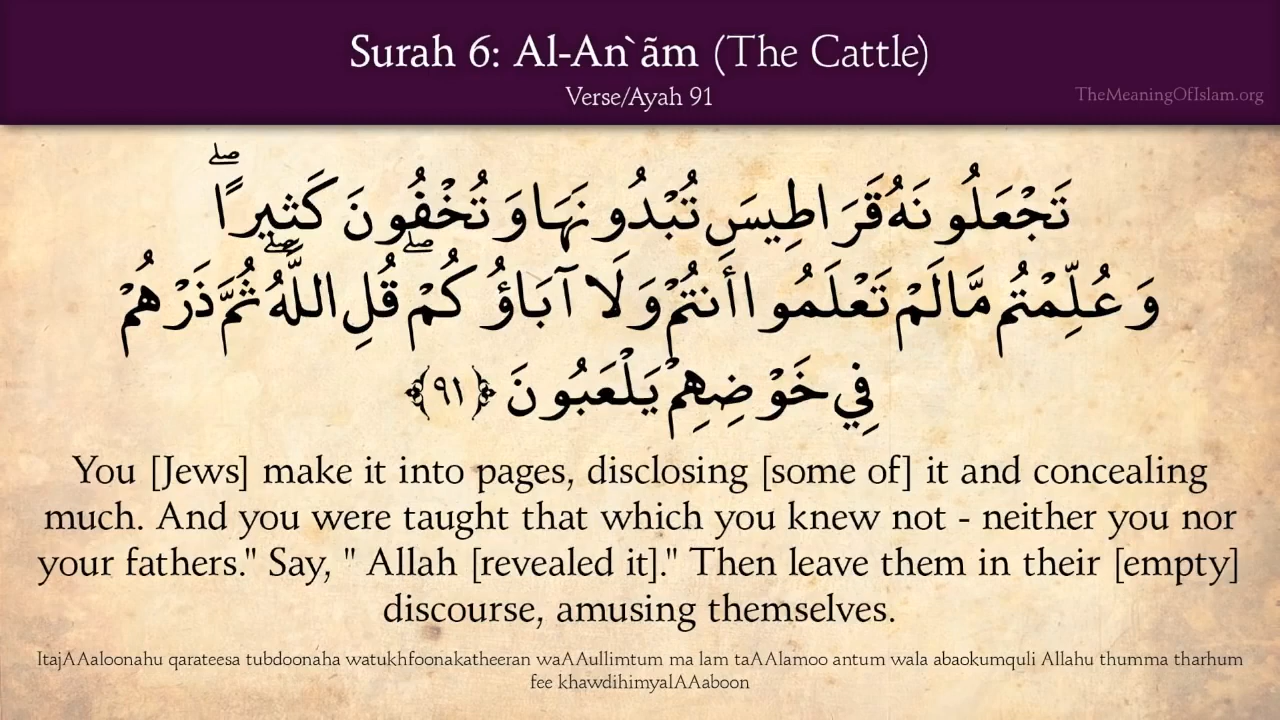 Surah 6: Al-An`ãm (The Cattle)
Verse/Ayah 91
TheMeaningOfIslam.org
تَجْعَلُونَهُ قَرَاطِيسَ تُبْدُونَهَا وَتُخْفُونَ كَثِيرًا ۖ
وَعُلِّمْتُم مَّا لَمْ تَعْلَمُوا أَنتُمْ وَلَا آبَاؤُكُمْ ۖ قُلِ اللَّهُ ۖ ثُمَّ ذَرْهُمْ
فِي خَوْضِهِمْ يَلْعَبُونَ ﴿٩١﴾
You [Jews] make it into pages, disclosing [some of] it and concealing
much. And you were taught that which you knew not - neither you nor
your fathers." Say, " Allah [revealed it]." Then leave them in their [empty]
discourse, amusing themselves.
ItajAAaloonahu qarateesa tubdoonaha watukhfoonakatheeran waAAullimtum ma lam taAAlamoo antum wala abaokumquli Allahu thumma tharhum
fee khawdihimyalAAaboon